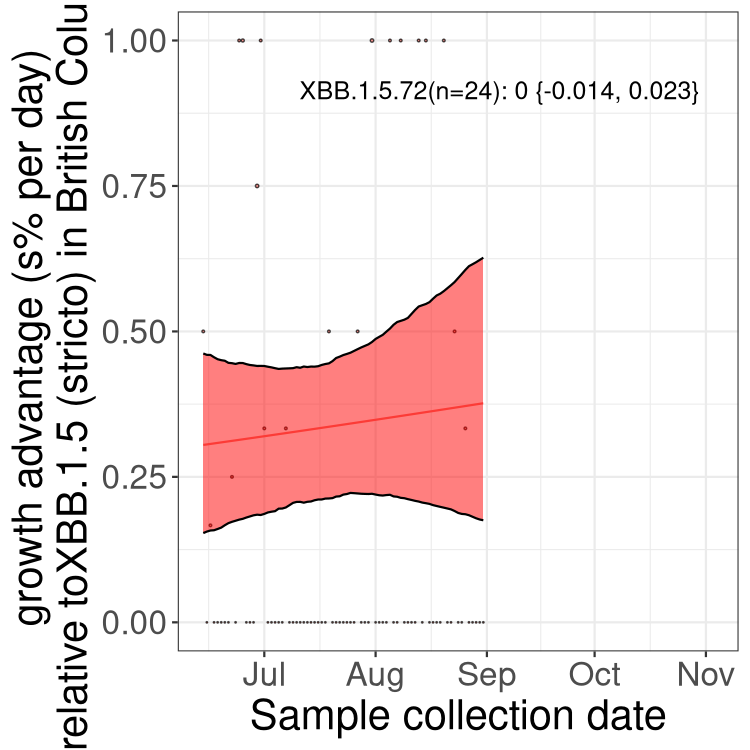 growth advantage (s% per day)
relative toXBB.1.5 (stricto) in British Colu
1.00
0.75
0.50
0.25
0.00
XBB.1.5.72(n=24): 0 {-0.014, 0.023}
Jul Aug Sep Oct Nov
Sample collection date